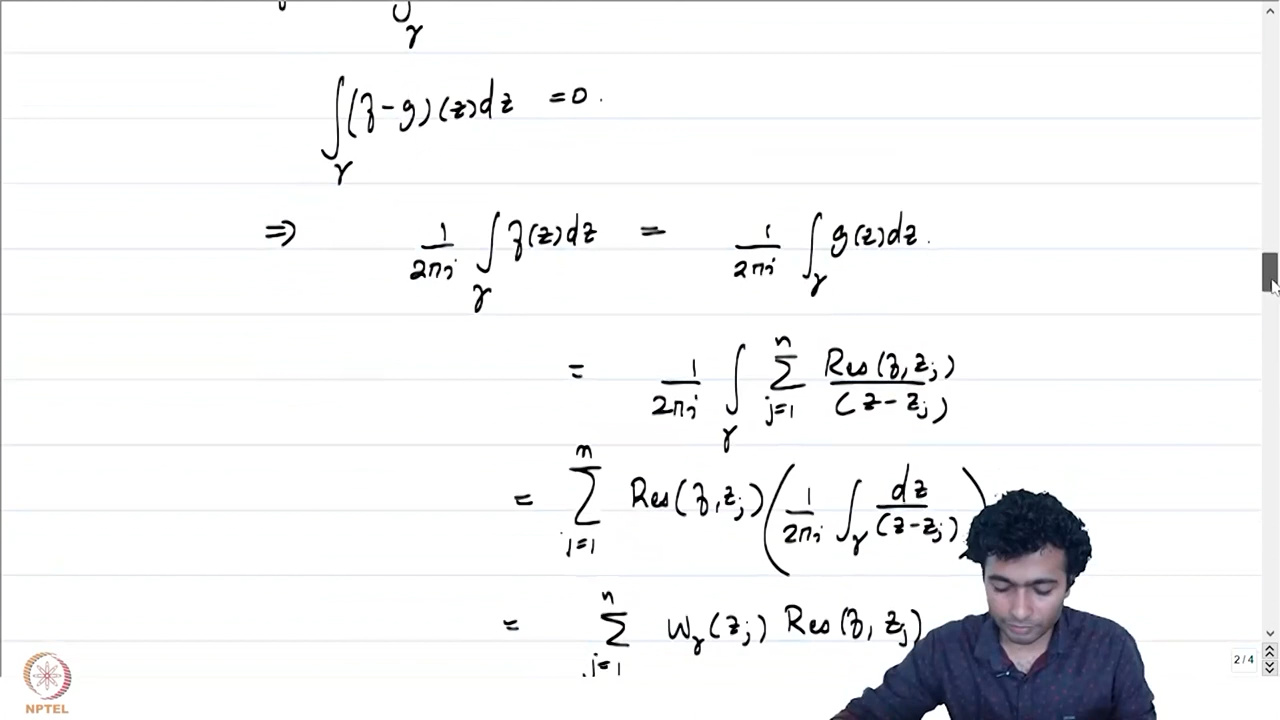 γ
∫_γ (f-g)(z)dz = 0.
⇒ 1/2πi ∫_γ f(z)dz = 1/2πi ∫_γ g(z)dz.
= 1/2πi ∫_γ Σ_{j=1}^{n} Res(f, z_j)/(z-z_j)
= Σ_{j=1}^{n} Res(f, z_j) (1/2πi ∫_γ dz/(z-z_j))
= Σ_{j=1}^{n} W_γ(z_j) Res(f, z_j)
2/4
NPTEL